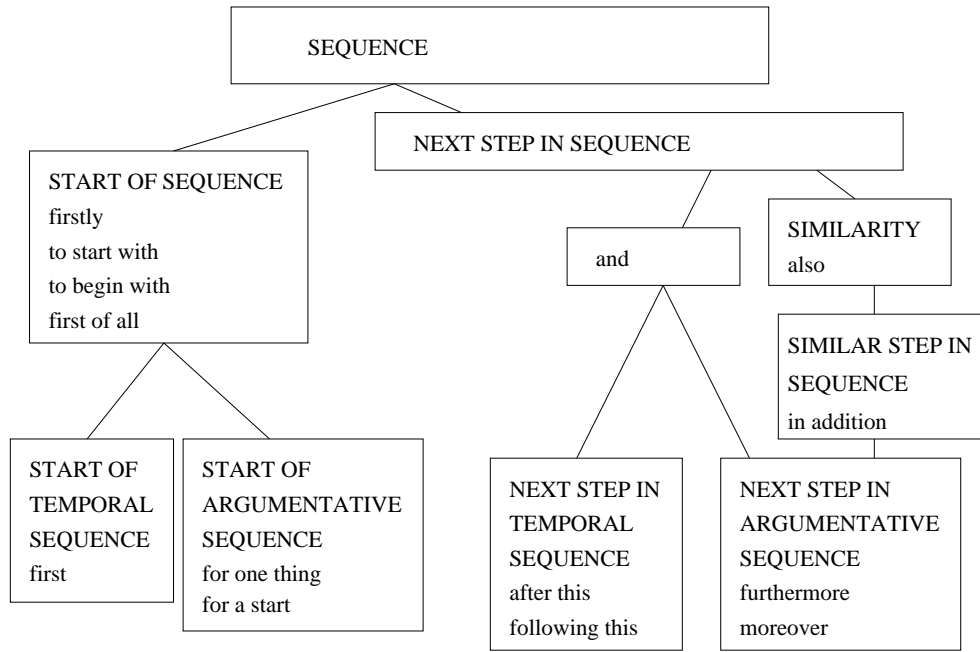 SEQUENCE
NEXT STEP IN SEQUENCE
START OF SEQUENCE
firstly
to start with
to begin with
first of all
and
SIMILARITY
also
SIMILAR STEP IN
SEQUENCE
in addition
START OF
TEMPORAL
SEQUENCE
first
START OF
ARGUMENTATIVE
SEQUENCE
for one thing
for a start
NEXT STEP IN
TEMPORAL
SEQUENCE
after this
following this
NEXT STEP IN
ARGUMENTATIVE
SEQUENCE
furthermore
moreover